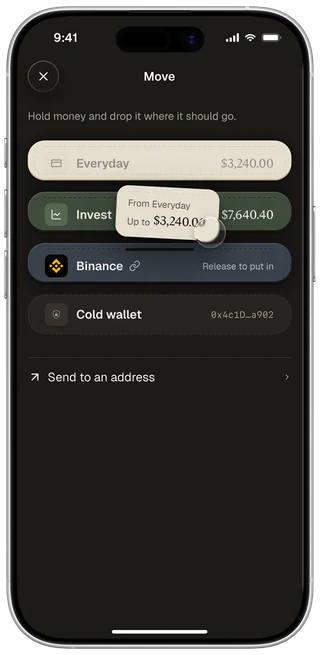 9:41
Move
Hold money and drop it where it should go.
Everyday $3,240.00
From Everyday
Up to $3,240.00
Invest $7,640.40
Binance Release to put in
Cold wallet 0x4c1D…a902
Send to an address